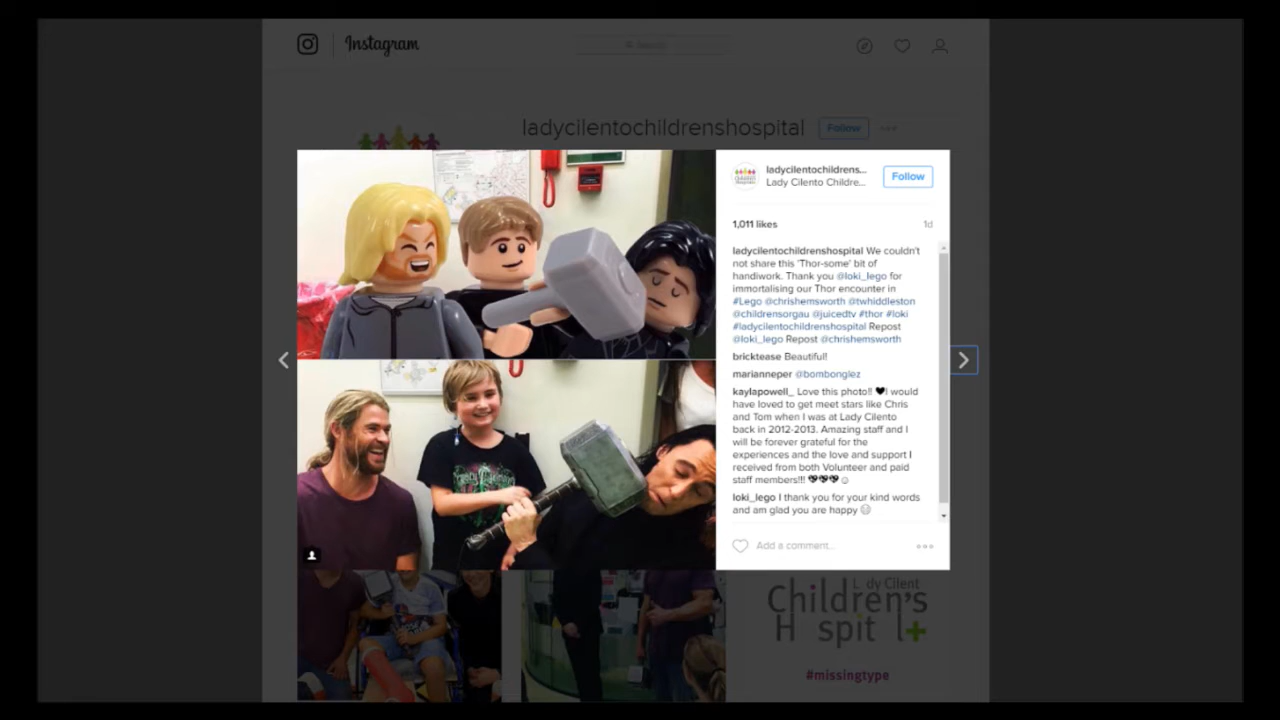 Instagram
ladycilentochildrenshospital
Follow
ladycilentochildrens...
Lady Cilento Childre...
Follow
1,011 likes
1d
ladycilentochildrenshospital We couldn't
not share this 'Thor-some' bit of
handiwork. Thank you @loki_lego for
immortalising our Thor encounter in
#Lego @chrishemsworth @twhiddleston
@childrensorgau @juicedtv #thor #loki
#ladycilentochildrenshospital Repost
@loki_lego Repost @chrishemsworth
bricktease Beautiful!
marianneper @bombonglez
kaylapowell_ Love this photo!! 🖤I would
have loved to get meet stars like Chris
and Tom when I was at Lady Cilento
back in 2012-2013. Amazing staff and I
will be forever grateful for the
experiences and the love and support I
received from both Volunteer and paid
staff members!!! 💖💖💖☺
loki_lego I thank you for your kind words
and am glad you are happy
Add a comment...
L dy Cilent
Children's
H spit l+
#missingtype